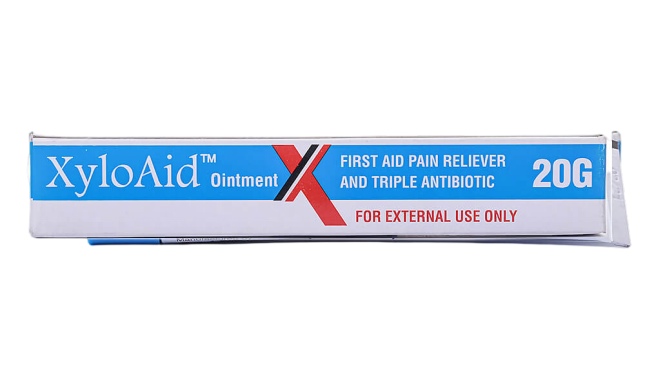 XyloAid™ Ointment
FIRST AID PAIN RELIEVER
AND TRIPLE ANTIBIOTIC
20G
FOR EXTERNAL USE ONLY